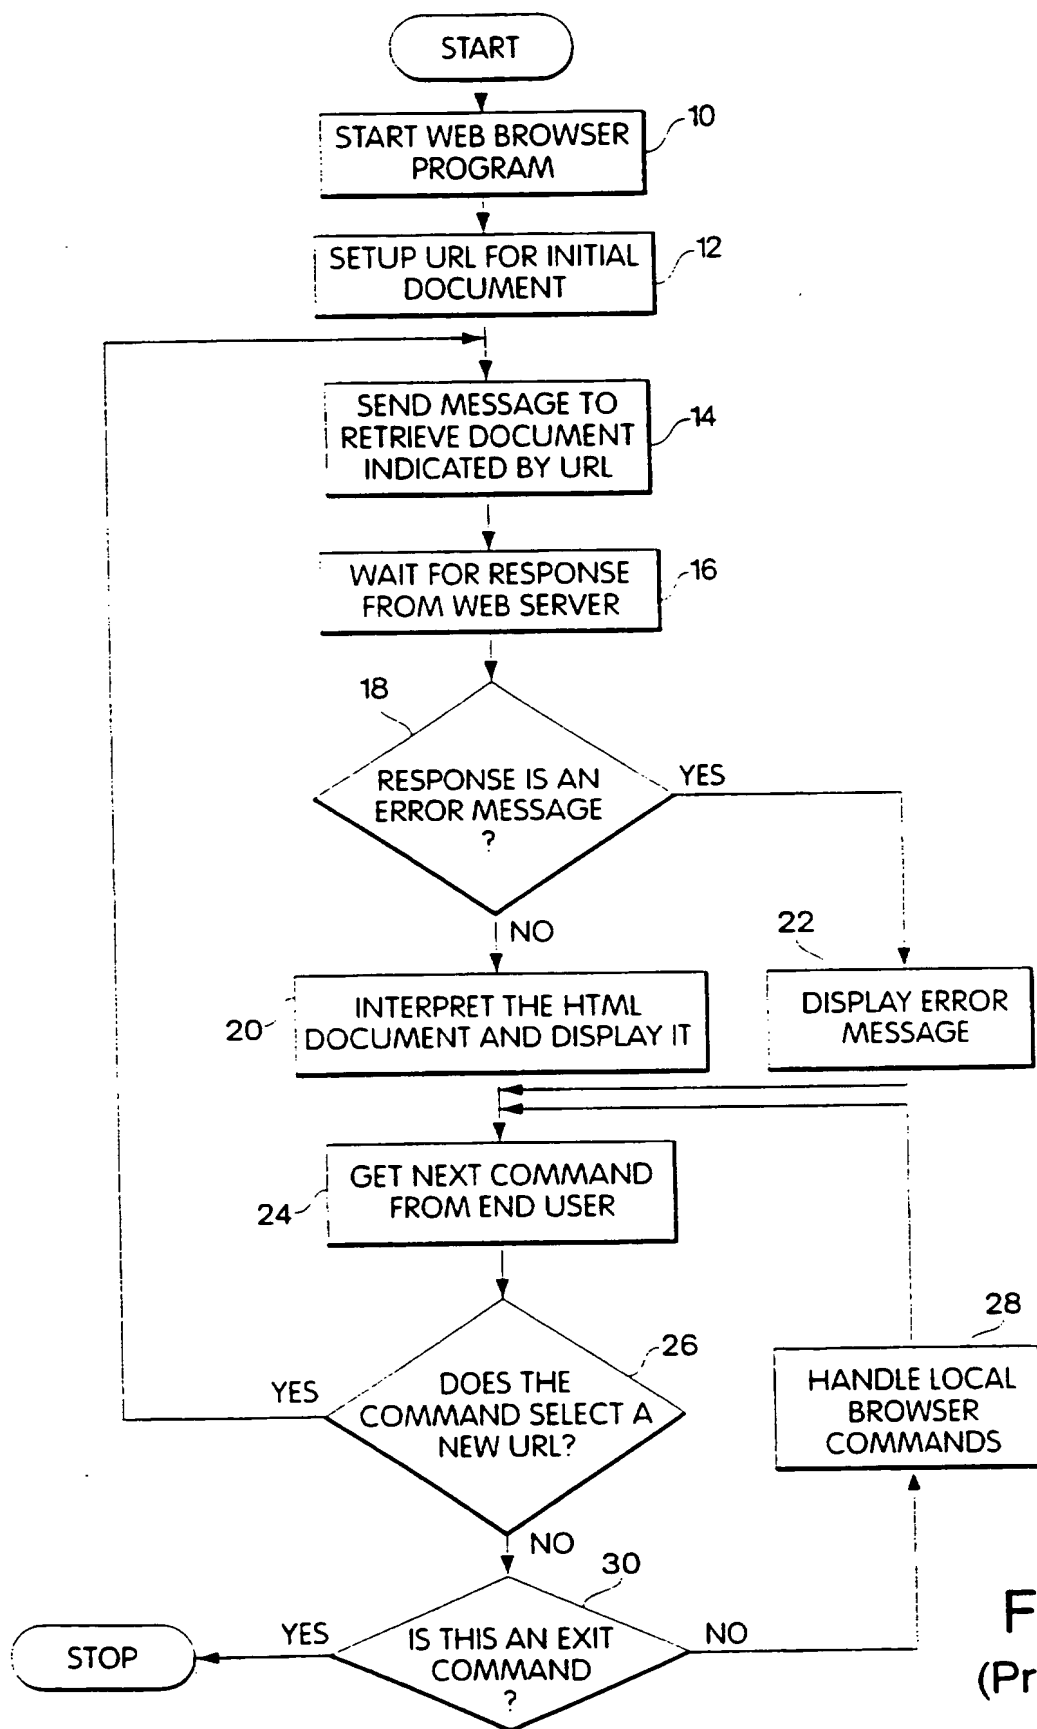 START
START WEB BROWSER
PROGRAM
10
SETUP URL FOR INITIAL
DOCUMENT
12
SEND MESSAGE TO
RETRIEVE DOCUMENT
INDICATED BY URL
14
WAIT FOR RESPONSE
FROM WEB SERVER
16
18
RESPONSE IS AN
ERROR MESSAGE
?
YES
NO
20
INTERPRET THE HTML
DOCUMENT AND DISPLAY IT
22
DISPLAY ERROR
MESSAGE
24
GET NEXT COMMAND
FROM END USER
26
DOES THE
COMMAND SELECT A
NEW URL?
YES
NO
28
HANDLE LOCAL
BROWSER
COMMANDS
30
IS THIS AN EXIT
COMMAND
?
YES
NO
STOP
F
(Pr